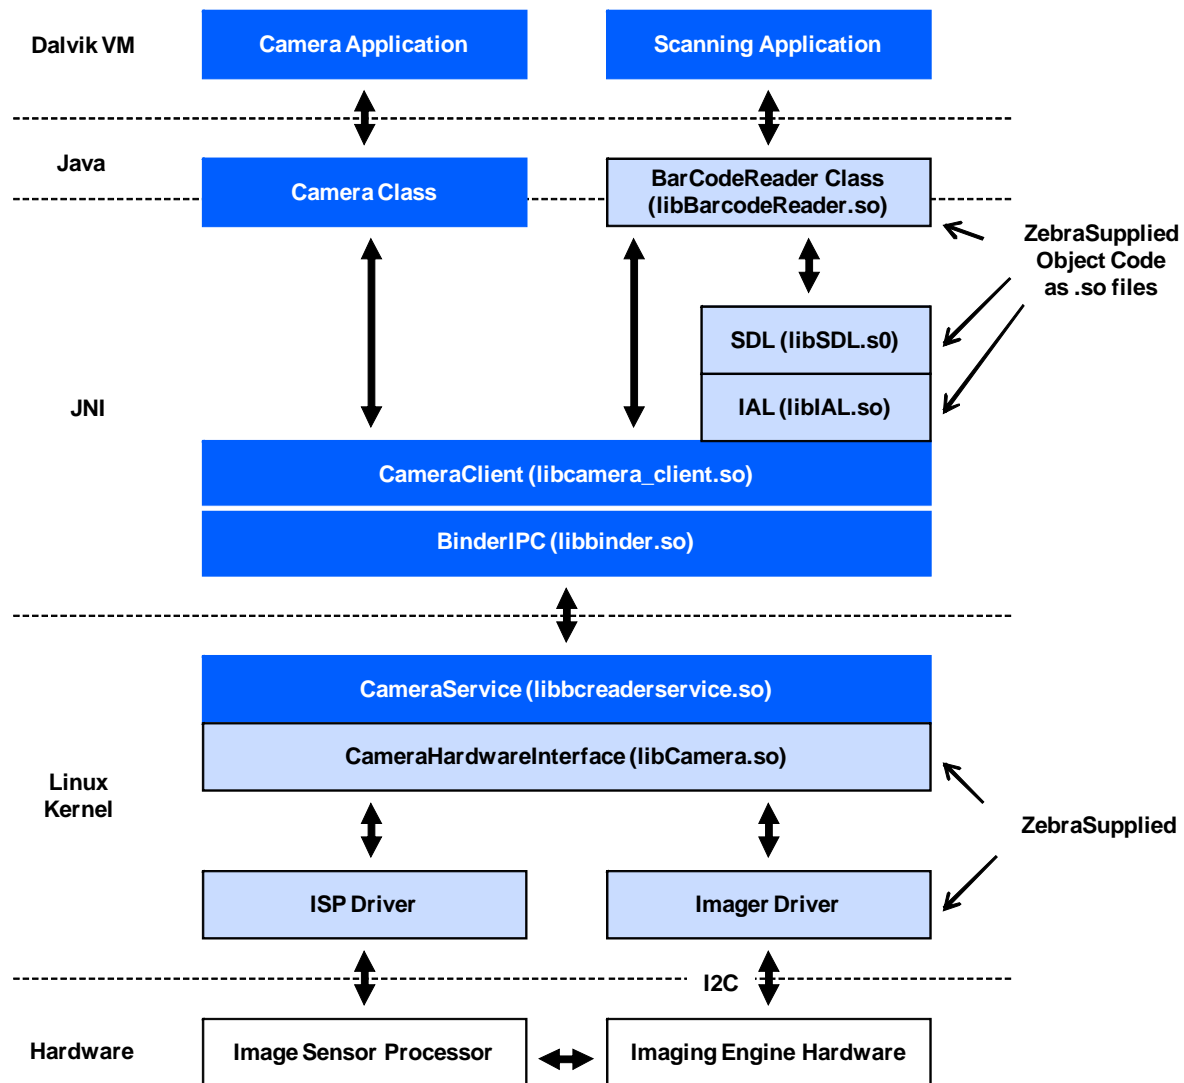 Dalvik VM
Camera Application
Scanning Application
Java
Camera Class
BarCodeReader Class
(libBarcodeReader.so)
ZebraSupplied
Object Code
as .so files
SDL (libSDL.s0)
JNI
IAL (libIAL.so)
CameraClient (libcamera_client.so)
BinderIPC (libbinder.so)
CameraService (libbcreaderservice.so)
CameraHardwareInterface (libCamera.so)
Linux
Kernel
ZebraSupplied
ISP Driver
Imager Driver
I2C
Hardware
Image Sensor Processor
Imaging Engine Hardware